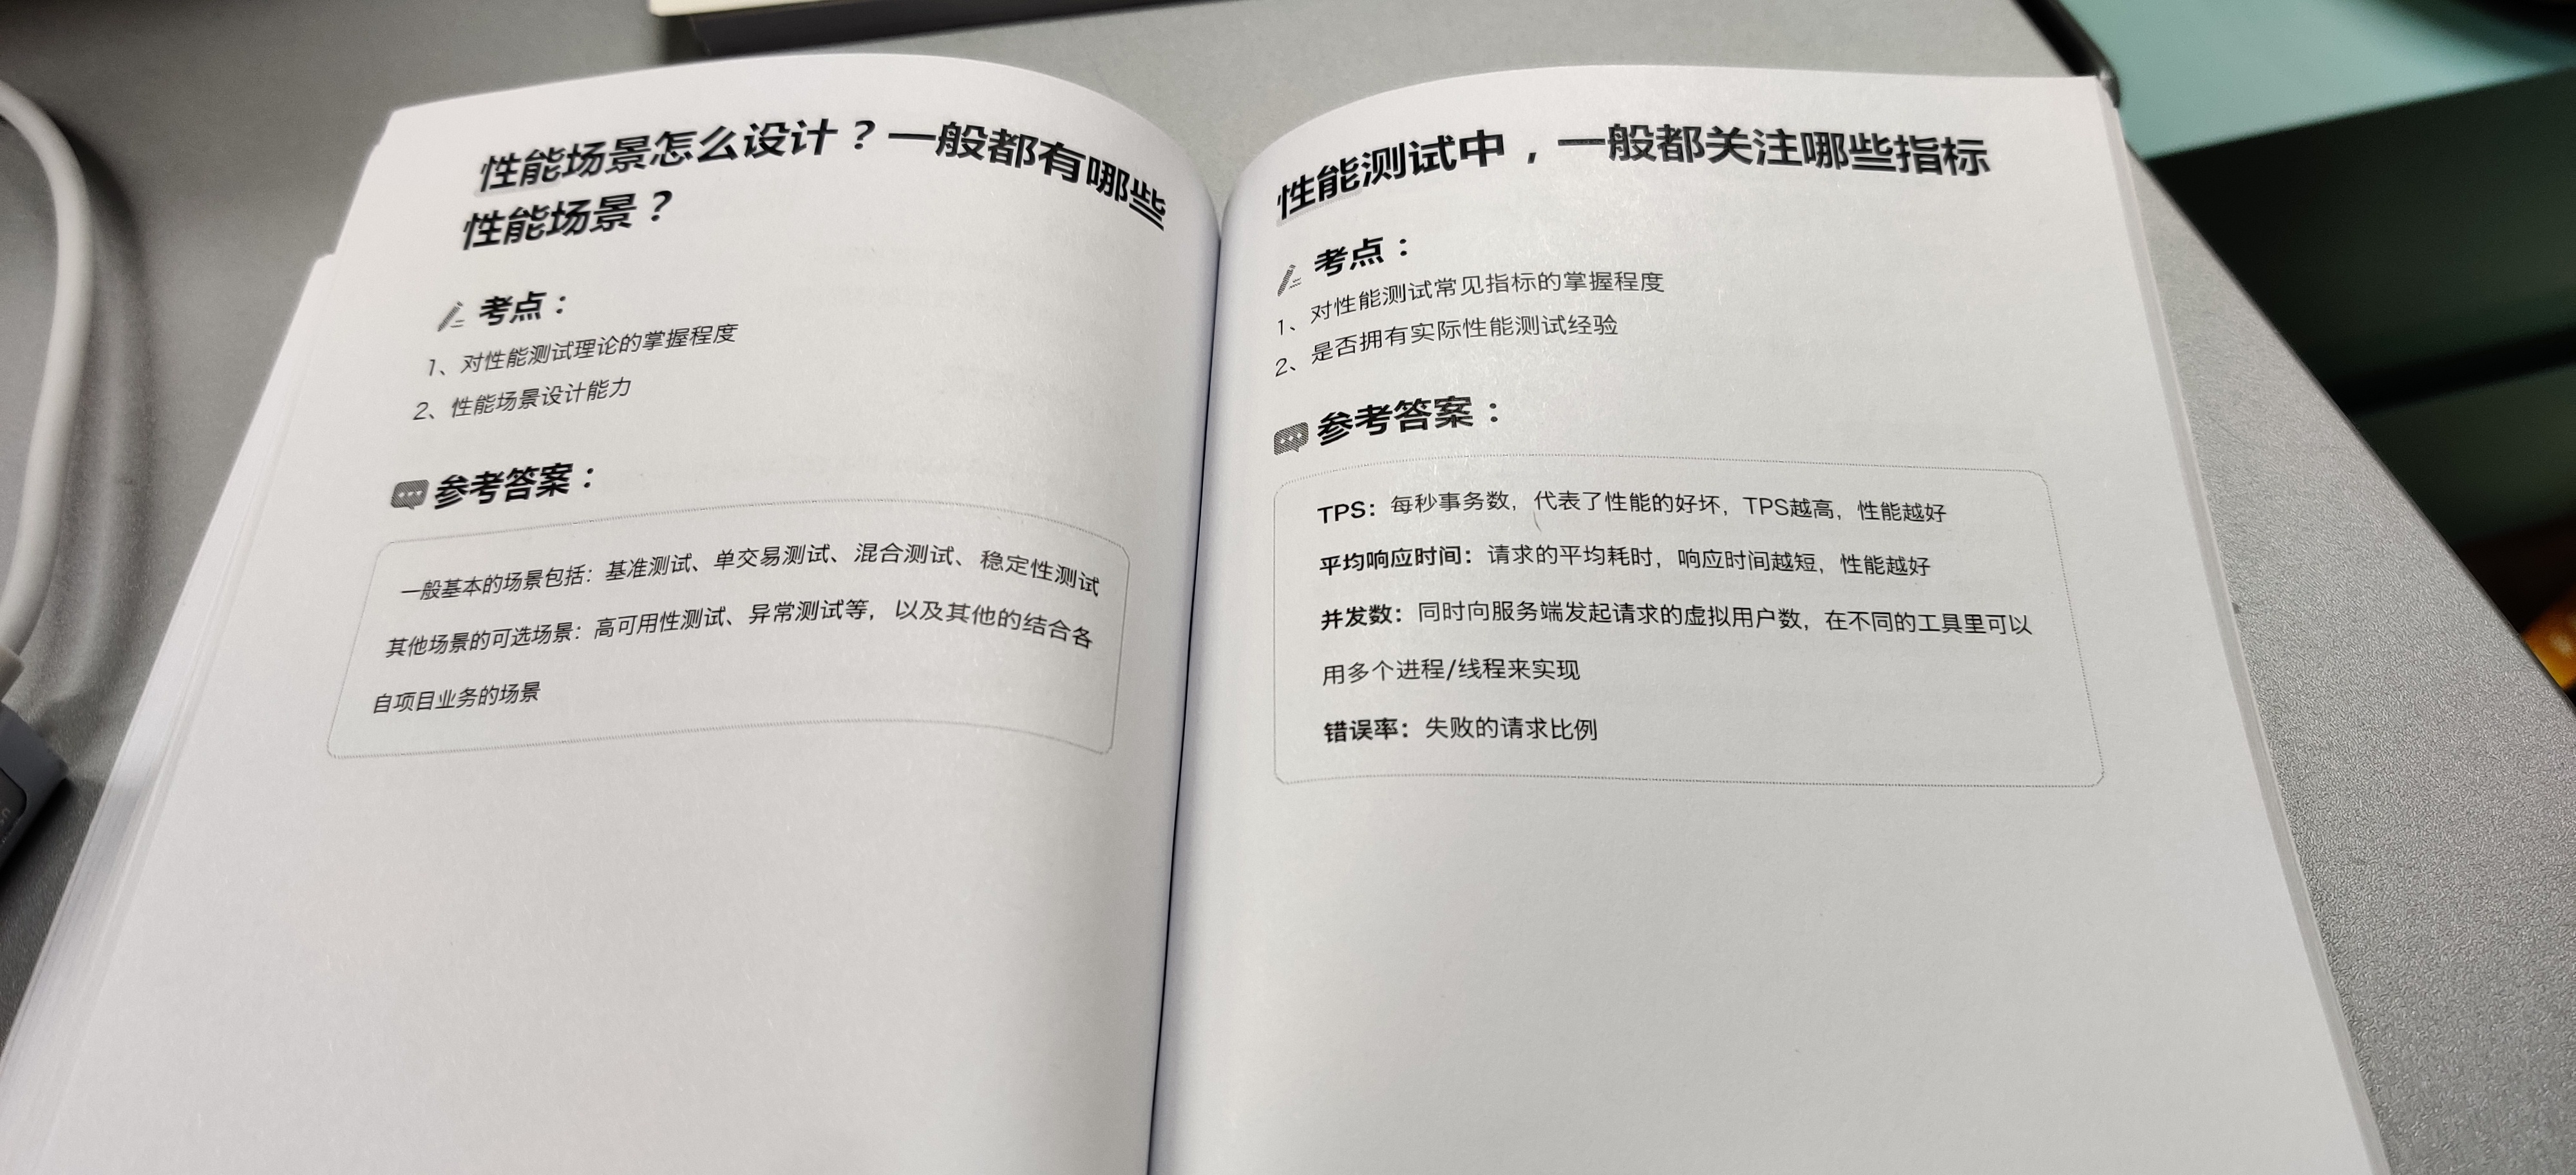 性能场景怎么设计？一般都有哪些
性能场景？
考点：
1、对性能测试理论的掌握程度
2、性能场景设计能力
参考答案：
一般基本的场景包括：基准测试、单交易测试、混合测试、稳定性测试
其他场景的可选场景：高可用性测试、异常测试等，以及其他的结合各
自项目业务的场景
性能测试中，一般都关注哪些指标
考点：
1、对性能测试常见指标的掌握程度
2、是否拥有实际性能测试经验
参考答案：
TPS：每秒事务数，代表了性能的好坏，TPS越高，性能越好
平均响应时间：请求的平均耗时，响应时间越短，性能越好
并发数：同时向服务端发起请求的虚拟用户数，在不同的工具里可以
用多个进程/线程来实现
错误率：失败的请求比例